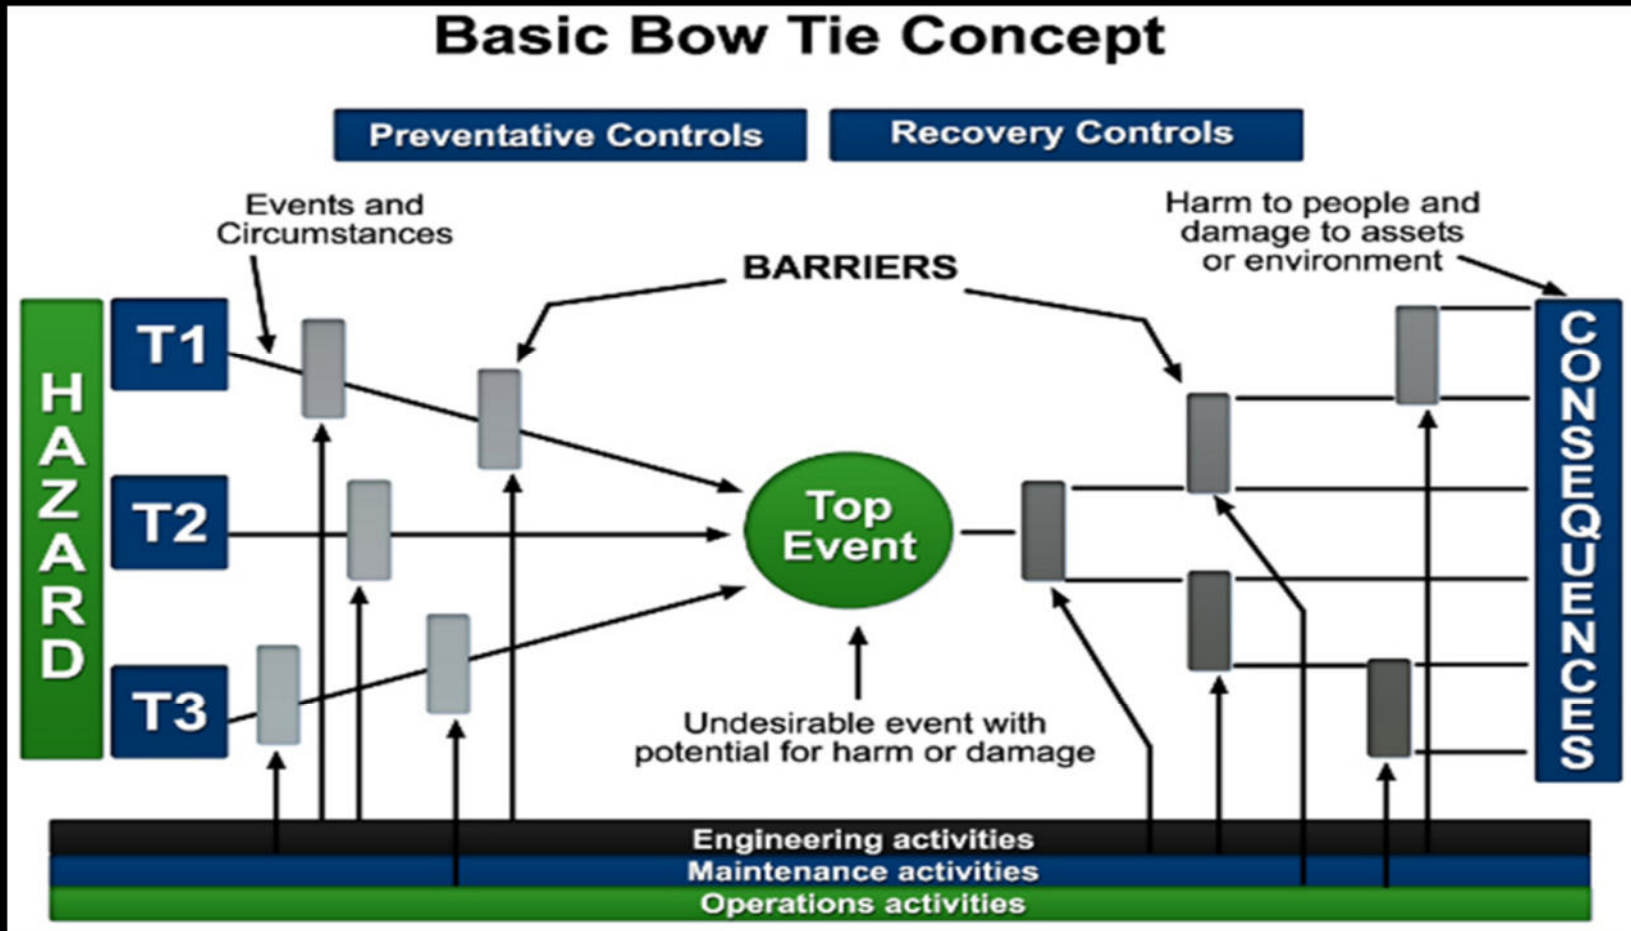 Basic Bow Tie Concept
Preventative Controls
Recovery Controls
Events and
Circumstances
BARRIERS
Harm to people and
damage to assets
or environment
HAZARD
T1
T2
T3
Top
Event
CONSEQUENCES
Undesirable event with
potential for harm or damage
Engineering activities
Maintenance activities
Operations activities